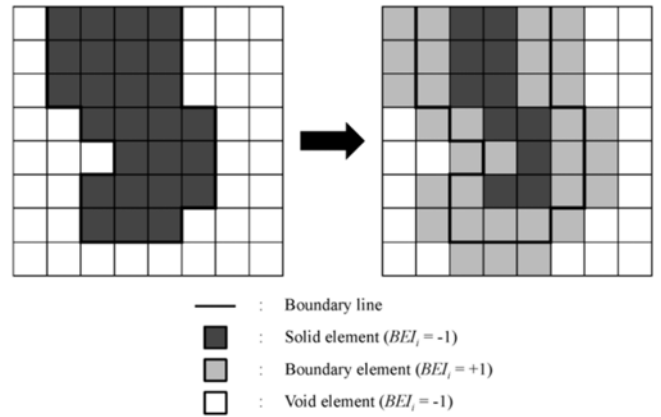 : Boundary line
: Solid element (BEIᵢ = -1)
: Boundary element (BEIᵢ = +1)
: Void element (BEIᵢ = -1)